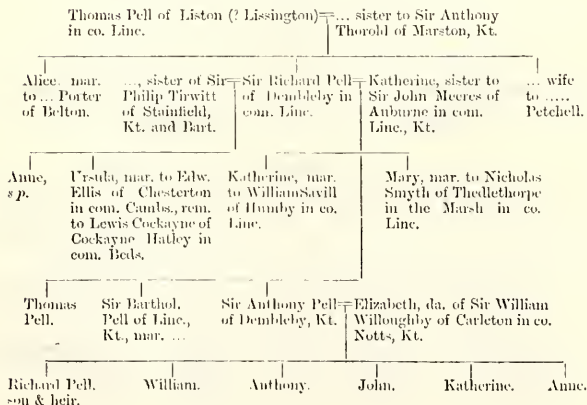 Thomas Pell of Liston (? Lissington)=... sister to Sir Anthony
in co. Linc. Thorold of Marston, Kt.
Alice, mar.
to ... Porter
of Belton.
..., sister of Sir
Philip Tirwitt
of Stainfield,
Kt. and Bart.
Sir Richard Pell
of Dembleby in
com. Linc.
Katherine, sister to
Sir John Meeres of
Auburne in com.
Linc., Kt.
... wife
to .....
Petchell.
Anne,
s p.
Ursula, mar. to Edw.
Ellis of Chesterton
in com. Cambs., rem.
to Lewis Cockayne of
Cockayne Hatley in
com. Beds.
Katherine, mar.
to William Savill
of Humby in co.
Linc.
Mary, mar. to Nicholas
Smyth of Thedlethorpe
in the Marsh in co.
Linc.
Thomas
Pell.
Sir Barthol.
Pell of Linc.,
Kt., mar. ...
Sir Anthony Pell
of Dembleby, Kt.
Elizabeth, da. of Sir William
Willoughby of Carleton in co.
Notts, Kt.
Richard Pell.
son & heir.
William.
Anthony.
John.
Katherine.
Anne.